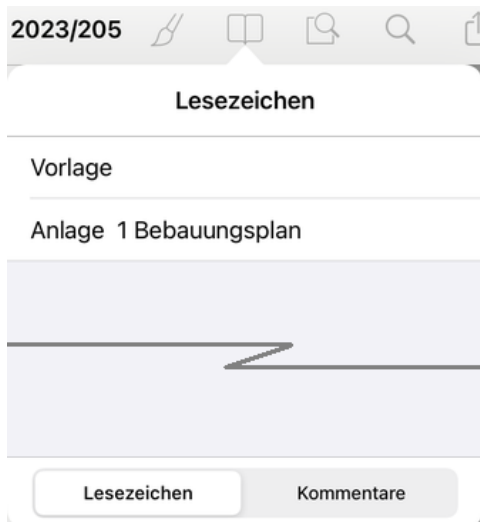 2023/205
Lesezeichen
Vorlage
Anlage 1 Bebauungsplan
Lesezeichen Kommentare